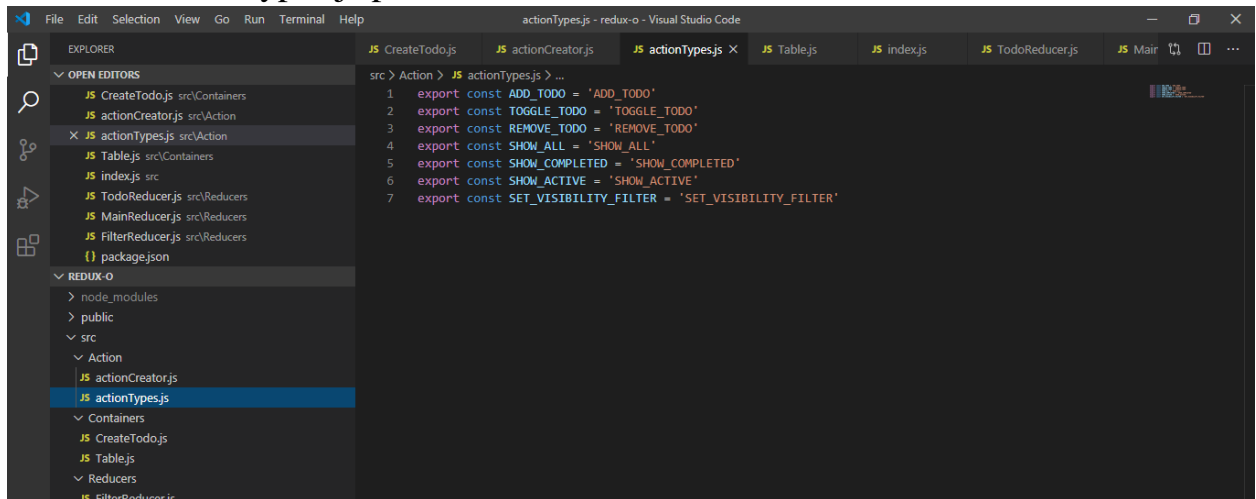 File Edit Selection View Go Run Terminal Help
actionTypes.js - redux-o - Visual Studio Code
EXPLORER
OPEN EDITORS
JS CreateTodo.js src\Containers
JS actionCreator.js src\Action
JS actionTypes.js src\Action
JS Table.js src\Containers
JS index.js src
JS TodoReducer.js src\Reducers
JS MainReducer.js src\Reducers
JS FilterReducer.js src\Reducers
{} package.json
REDUX-O
> node_modules
> public
src
Action
JS actionCreator.js
JS actionTypes.js
Containers
JS CreateTodo.js
JS Table.js
Reducers
JS FilterReducer.js
JS CreateTodo.js JS actionCreator.js JS actionTypes.js JS Table.js JS index.js JS TodoReducer.js JS Main
src > Action > JS actionTypes.js > ...
1 export const ADD_TODO = 'ADD_TODO'
2 export const TOGGLE_TODO = 'TOGGLE_TODO'
3 export const REMOVE_TODO = 'REMOVE_TODO'
4 export const SHOW_ALL = 'SHOW_ALL'
5 export const SHOW_COMPLETED = 'SHOW_COMPLETED'
6 export const SHOW_ACTIVE = 'SHOW_ACTIVE'
7 export const SET_VISIBILITY_FILTER = 'SET_VISIBILITY_FILTER'